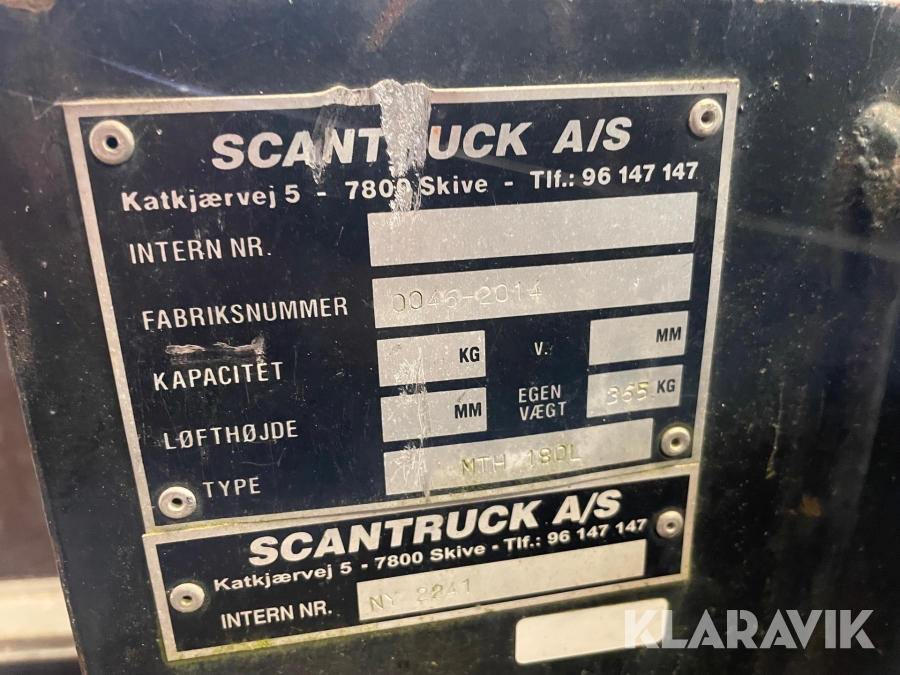 SCANTRUCK A/S
Katkjærvej 5 - 7800 Skive - Tlf.: 96 147 147
INTERN NR.
FABRIKSNUMMER 0046-2014
KAPACITET KG V. MM
LØFTHØJDE MM EGEN VÆGT 365 KG
TYPE MTH 180L
SCANTRUCK A/S
Katkjærvej 5 - 7800 Skive - Tlf.: 96 147 147
INTERN NR. NY 2241
KLARAVIK